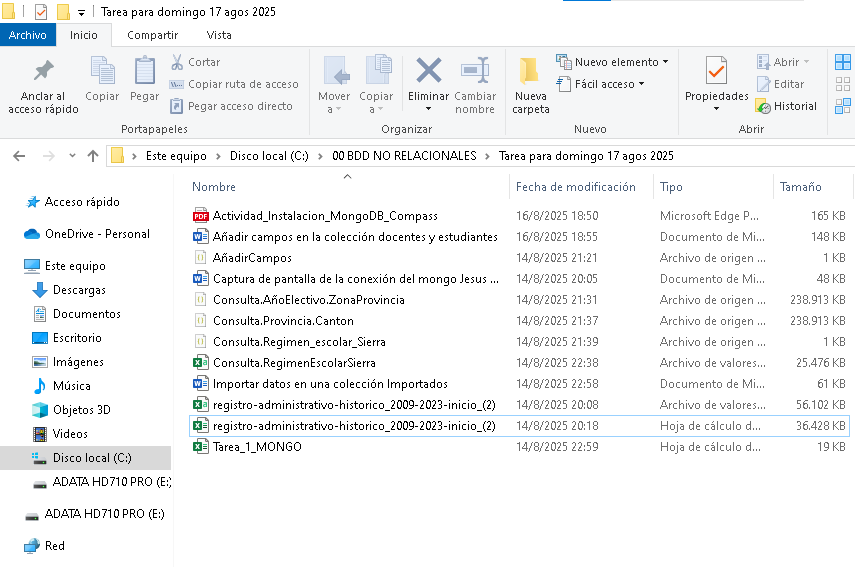 Tarea para domingo 17 agos 2025
Archivo Inicio Compartir Vista
Anclar al acceso rápido
Copiar
Pegar
Cortar
Copiar ruta de acceso
Pegar acceso directo
Portapapeles
Mover a
Copiar a
Eliminar
Cambiar nombre
Organizar
Nueva carpeta
Nuevo elemento
Fácil acceso
Nuevo
Propiedades
Abrir
Editar
Historial
Abrir
Este equipo > Disco local (C:) > 00 BDD NO RELACIONALES > Tarea para domingo 17 agos 2025
Acceso rápido
OneDrive - Personal
Este equipo
Descargas
Documentos
Escritorio
Imágenes
Música
Objetos 3D
Videos
Disco local (C:)
ADATA HD710 PRO (E:)
ADATA HD710 PRO (E:)
Red
Nombre Fecha de modificación Tipo Tamaño
PDF Actividad_Instalacion_MongoDB_Compass 16/8/2025 18:50 Microsoft Edge P... 165 KB
Añadir campos en la colección docentes y estudiantes 16/8/2025 18:55 Documento de Mi... 148 KB
AñadirCampos 14/8/2025 21:21 Archivo de origen ... 1 KB
Captura de pantalla de la conexión del mongo Jesus ... 14/8/2025 20:05 Documento de Mi... 48 KB
Consulta.AñoElectivo.ZonaProvincia 14/8/2025 21:31 Archivo de origen ... 238.913 KB
Consulta.Provincia.Canton 14/8/2025 21:37 Archivo de origen ... 238.913 KB
Consulta.Regimen_escolar_Sierra 14/8/2025 21:39 Archivo de origen ... 1 KB
Consulta.RegimenEscolarSierra 14/8/2025 22:38 Archivo de valores... 25.476 KB
Importar datos en una colección Importados 14/8/2025 22:58 Documento de Mi... 61 KB
registro-administrativo-historico_2009-2023-inicio_(2) 14/8/2025 20:08 Archivo de valores... 56.102 KB
registro-administrativo-historico_2009-2023-inicio_(2) 14/8/2025 20:18 Hoja de cálculo d... 36.428 KB
Tarea_1_MONGO 14/8/2025 22:59 Hoja de cálculo d... 19 KB